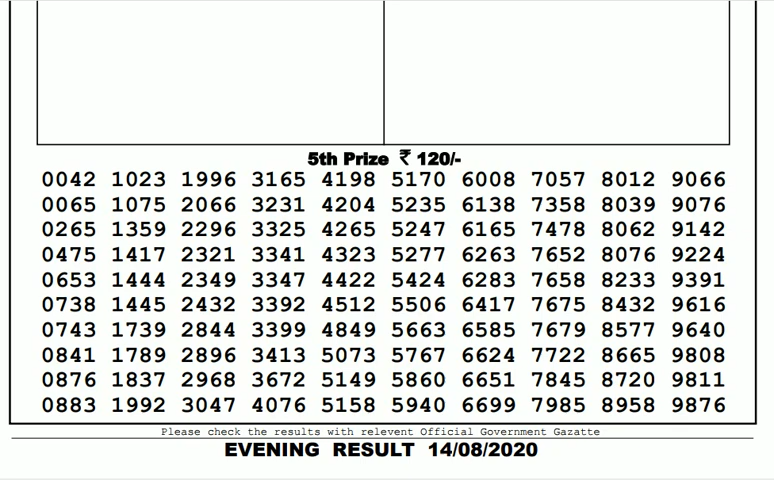 5th Prize ₹ 120/-
0042 1023 1996 3165 4198 5170 6008 7057 8012 9066
0065 1075 2066 3231 4204 5235 6138 7358 8039 9076
0265 1359 2296 3325 4265 5247 6165 7478 8062 9142
0475 1417 2321 3341 4323 5277 6263 7652 8076 9224
0653 1444 2349 3347 4422 5424 6283 7658 8233 9391
0738 1445 2432 3392 4512 5506 6417 7675 8432 9616
0743 1739 2844 3399 4849 5663 6585 7679 8577 9640
0841 1789 2896 3413 5073 5767 6624 7722 8665 9808
0876 1837 2968 3672 5149 5860 6651 7845 8720 9811
0883 1992 3047 4076 5158 5940 6699 7985 8958 9876
Please check the results with relevent Official Government Gazatte
EVENING RESULT 14/08/2020